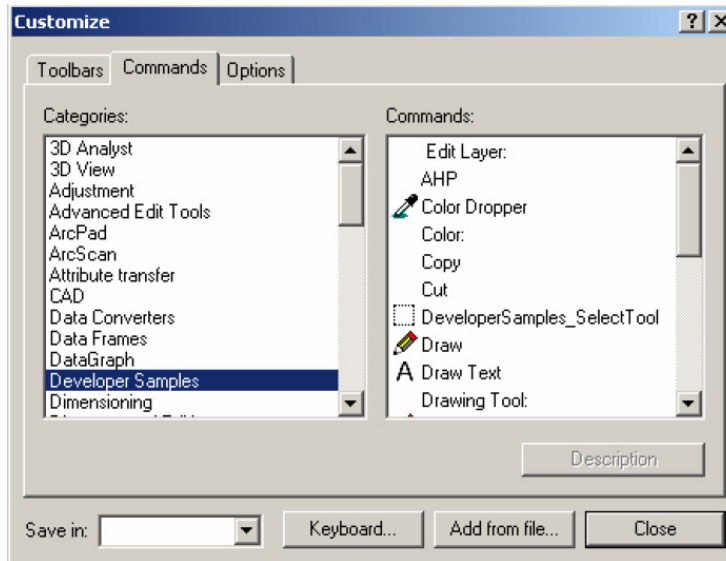 Customize
Toolbars Commands Options
Categories:
3D Analyst
3D View
Adjustment
Advanced Edit Tools
ArcPad
ArcScan
Attribute transfer
CAD
Data Converters
Data Frames
DataGraph
Developer Samples
Dimensioning
Commands:
Edit Layer:
AHP
Color Dropper
Color:
Copy
Cut
DeveloperSamples_SelectTool
Draw
A Draw Text
Drawing Tool:
Description
Save in:
Keyboard...
Add from file...
Close